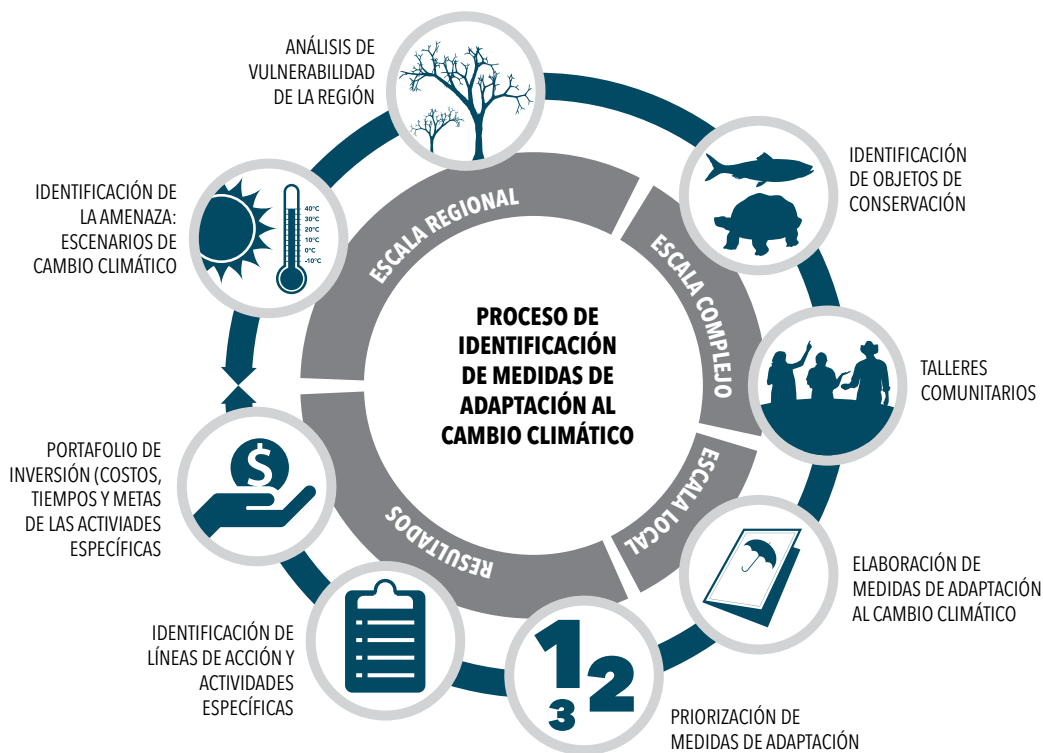 ANÁLISIS DE
VULNERABILIDAD
DE LA REGIÓN
IDENTIFICACIÓN DE
LA AMENAZA:
ESCENARIOS DE
CAMBIO CLIMÁTICO
40°C
30°C
20°C
10°C
0°C
-10°C
IDENTIFICACIÓN
DE OBJETOS DE
CONSERVACIÓN
ESCALA REGIONAL
ESCALA COMPLEJO
PROCESO DE
IDENTIFICACIÓN
DE MEDIDAS DE
ADAPTACIÓN AL
CAMBIO CLIMÁTICO
TALLERES
COMUNITARIOS
PORTAFOLIO DE
INVERSIÓN (COSTOS,
TIEMPOS Y METAS
DE LAS ACTIVIADES
ESPECÍFICAS
$
RESULTADOS
ESCALA LOCAL
ELABORACIÓN DE
MEDIDAS DE ADAPTACIÓN
AL CAMBIO CLIMÁTICO
IDENTIFICACIÓN DE
LÍNEAS DE ACCIÓN Y
ACTIVIDADES
ESPECÍFICAS
1
2
3
PRIORIZACIÓN DE
MEDIDAS DE ADAPTACIÓN